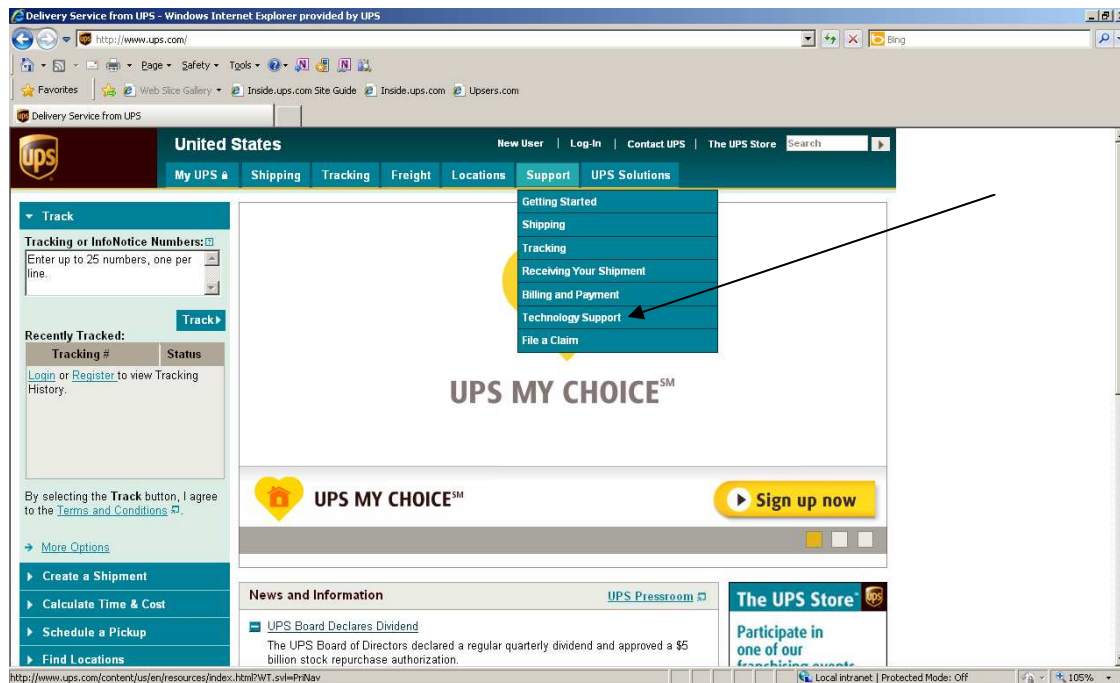 Delivery Service from UPS - Windows Internet Explorer provided by UPS
http://www.ups.com/
Bing
Page Safety Tools
Favorites Web Slice Gallery Inside.ups.com Site Guide Inside.ups.com Upsers.com
Delivery Service from UPS
ups
United States
New User | Log-In | Contact UPS | The UPS Store Search
My UPS Shipping Tracking Freight Locations Support UPS Solutions
Getting Started
Shipping
Tracking
Receiving Your Shipment
Billing and Payment
Technology Support
File a Claim
Track
Tracking or InfoNotice Numbers:
Enter up to 25 numbers, one per
line.
Track
Recently Tracked:
Tracking # Status
Login or Register to view Tracking
History.
By selecting the Track button, I agree
to the Terms and Conditions.
More Options
Create a Shipment
Calculate Time & Cost
Schedule a Pickup
Find Locations
UPS MY CHOICE℠
UPS MY CHOICE℠
Sign up now
News and Information UPS Pressroom
UPS Board Declares Dividend
The UPS Board of Directors declared a regular quarterly dividend and approved a $5
billion stock repurchase authorization.
The UPS Store
Participate in
one of our
franchising events
http://www.ups.com/content/us/en/resources/index.html?WT.svl=PriNav
Local intranet | Protected Mode: Off
105%